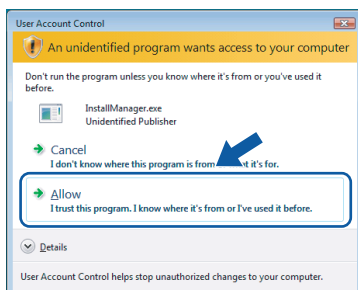 User Account Control
An unidentified program wants access to your computer
Don't run the program unless you know where it's from or you've used it
before.
InstallManager.exe
Unidentified Publisher
Cancel
I don't know where this program is from it's for.
Allow
I trust this program. I know where it's from or I've used it before.
Details
User Account Control helps stop unauthorized changes to your computer.